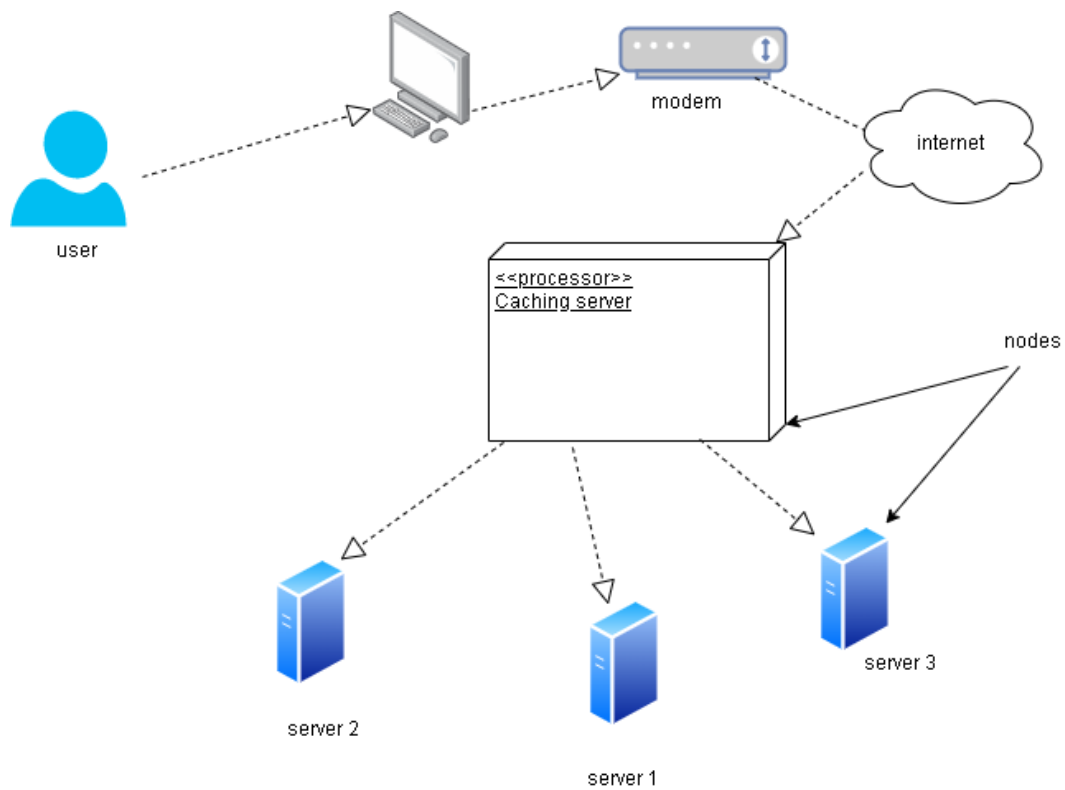 modem
internet
user
<<processor>>
Caching server
nodes
server 3
server 2
server 1